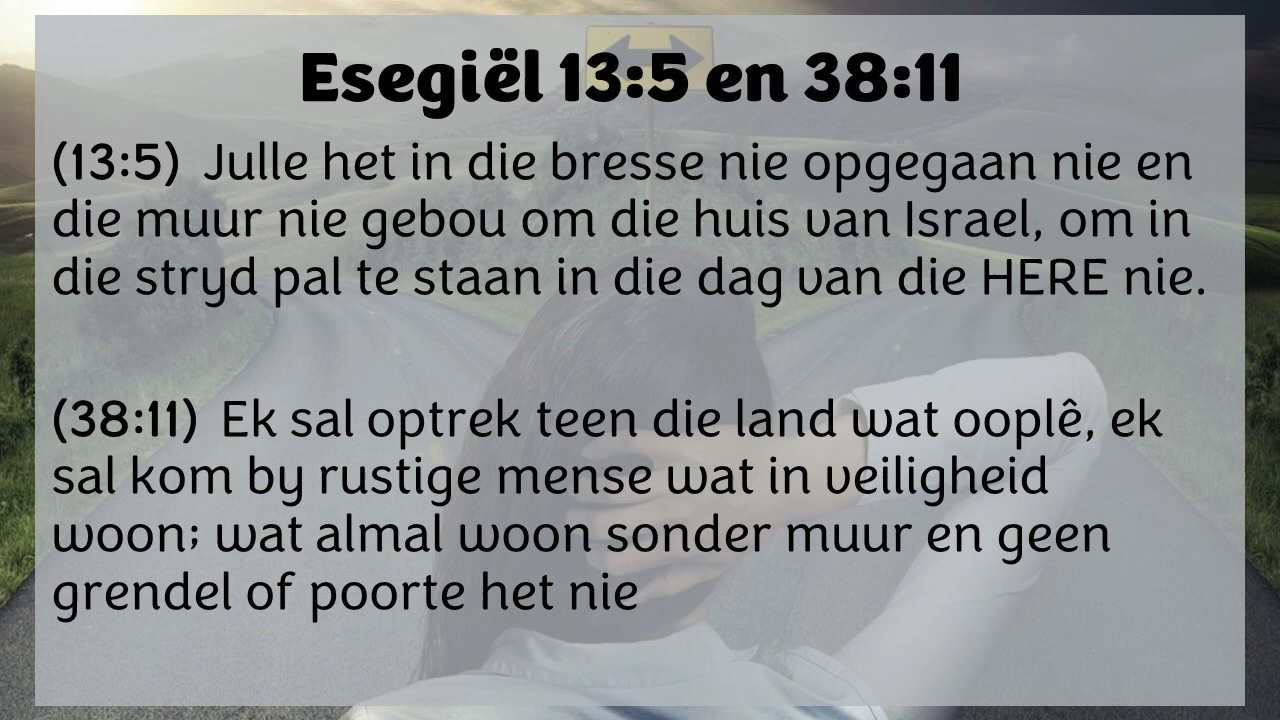 Esegiël 13:5 en 38:11
(13:5) Julle het in die bresse nie opgegaan nie en
die muur nie gebou om die huis van Israel, om in
die stryd pal te staan in die dag van die HERE nie.
(38:11) Ek sal optrek teen die land wat ooplê, ek
sal kom by rustige mense wat in veiligheid
woon; wat almal woon sonder muur en geen
grendel of poorte het nie